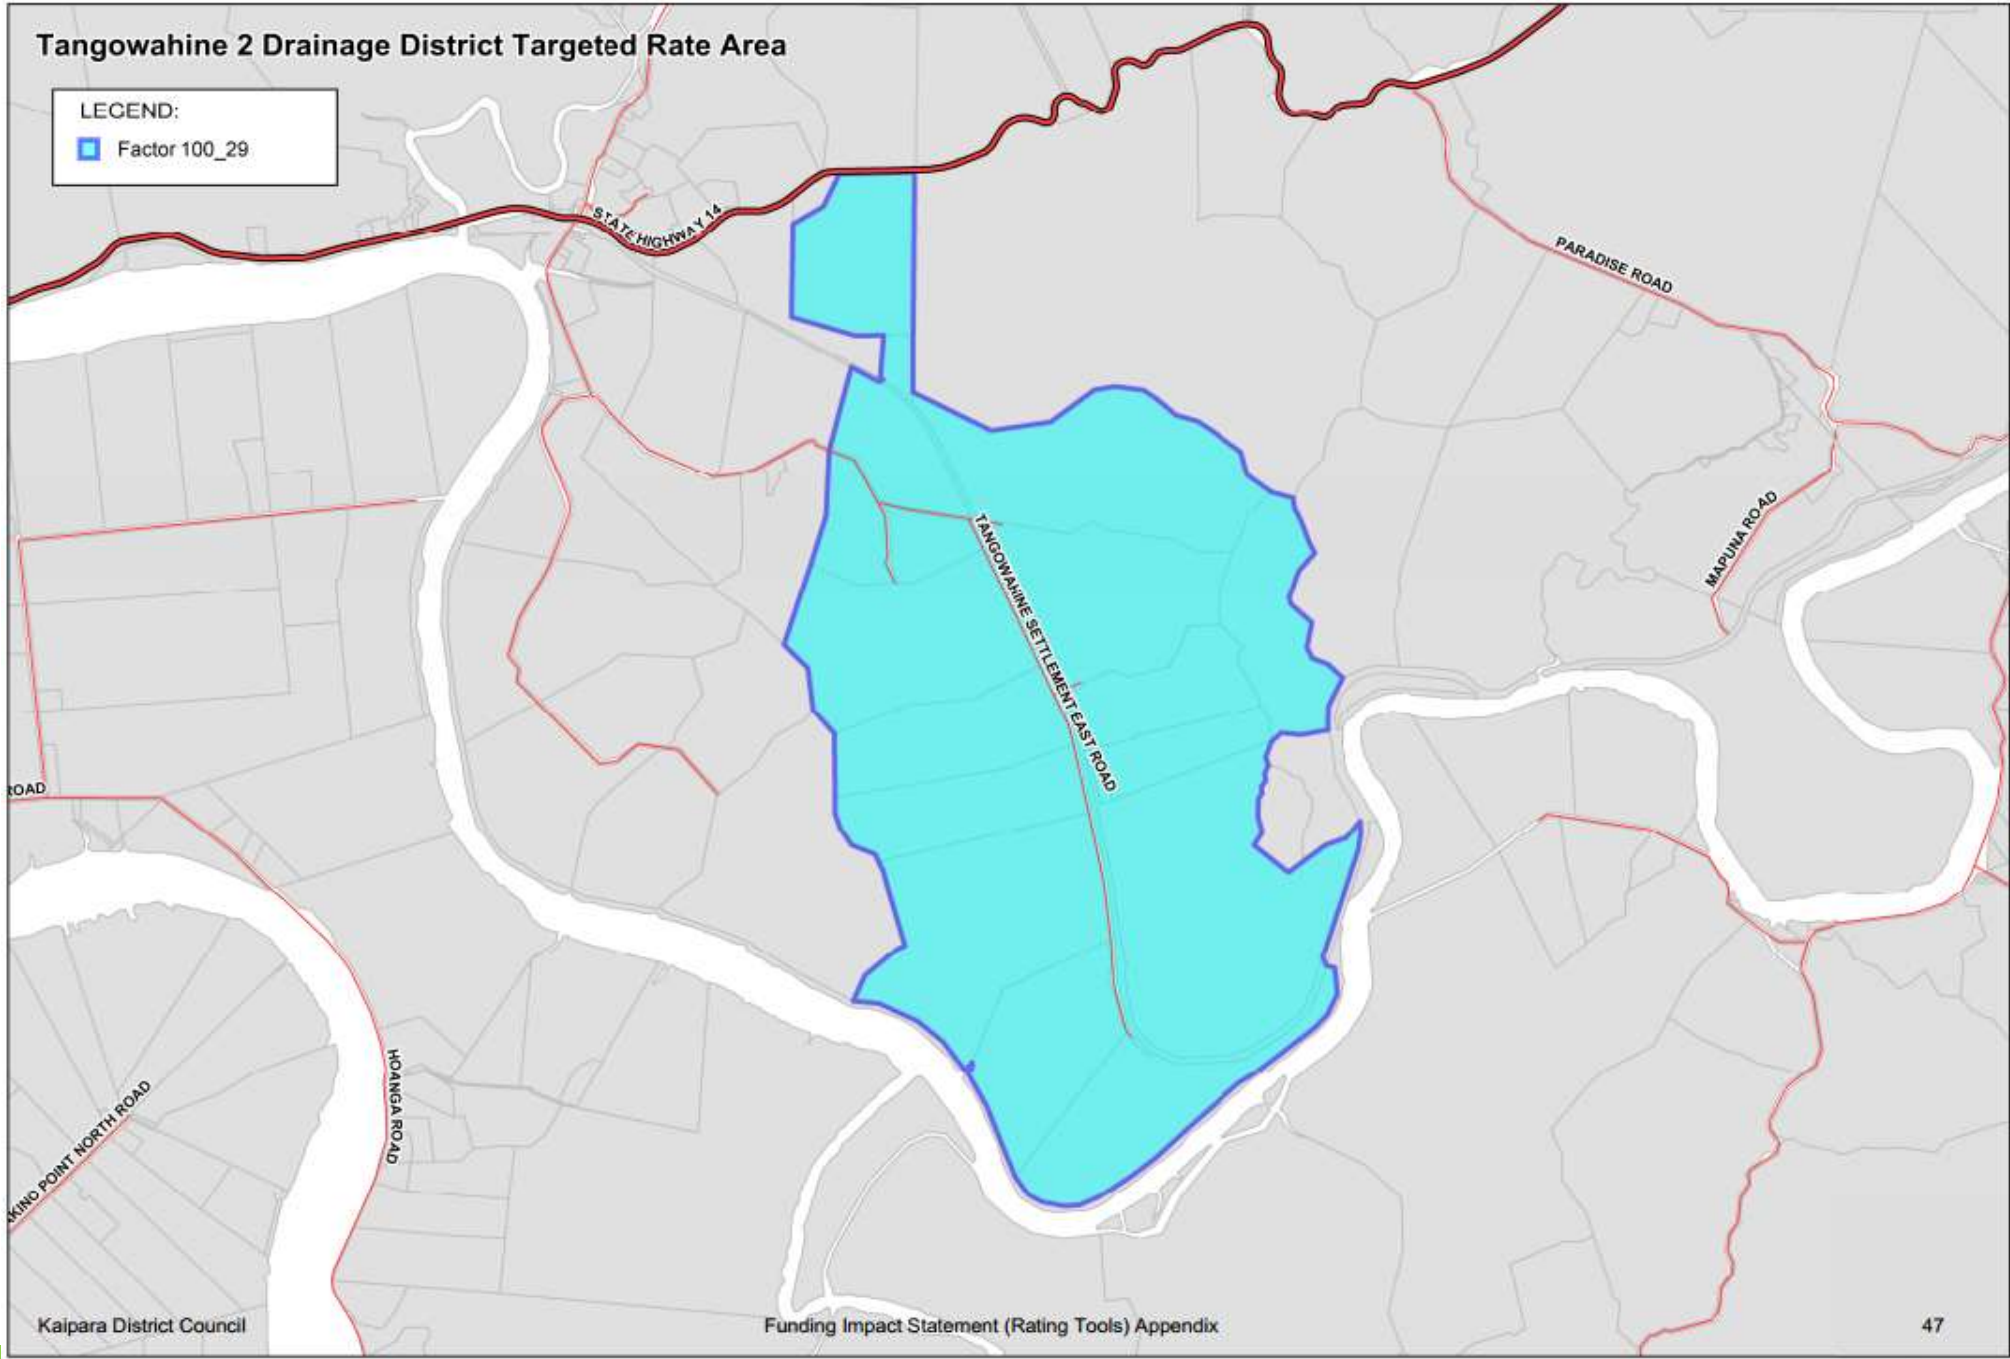 Tangowahine 2 Drainage District Targeted Rate Area
LEGEND:
Factor 100_29
STATE HIGHWAY 14
PARADISE ROAD
MAPUNA ROAD
TANGOWAHINE SETTLEMENT EAST ROAD
ROAD
HOANGA ROAD
POINT NORTH ROAD
Kaipara District Council
Funding Impact Statement (Rating Tools) Appendix
47